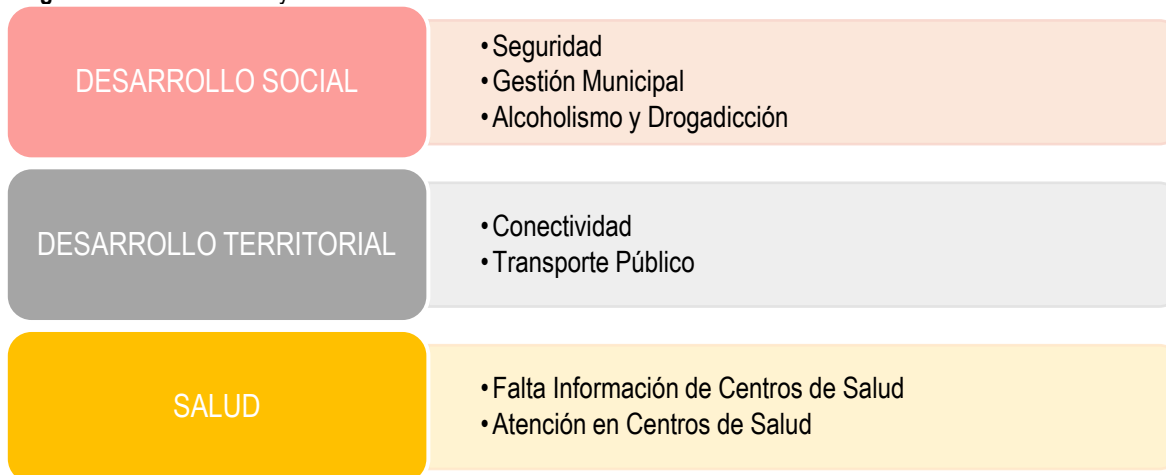 DESARROLLO SOCIAL
• Seguridad
• Gestión Municipal
• Alcoholismo y Drogadicción
DESARROLLO TERRITORIAL
• Conectividad
• Transporte Público
SALUD
• Falta Información de Centros de Salud
• Atención en Centros de Salud